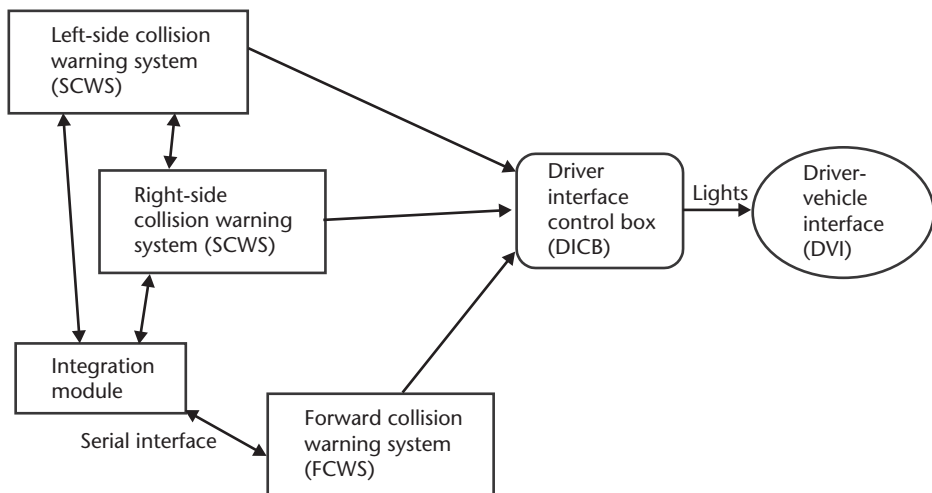 Left-side collision
warning system
(SCWS)
Right-side
collision warning
system (SCWS)
Integration
module
Serial interface
Forward collision
warning system
(FCWS)
Driver
interface
control box
(DICB)
Lights
Driver-
vehicle
interface
(DVI)